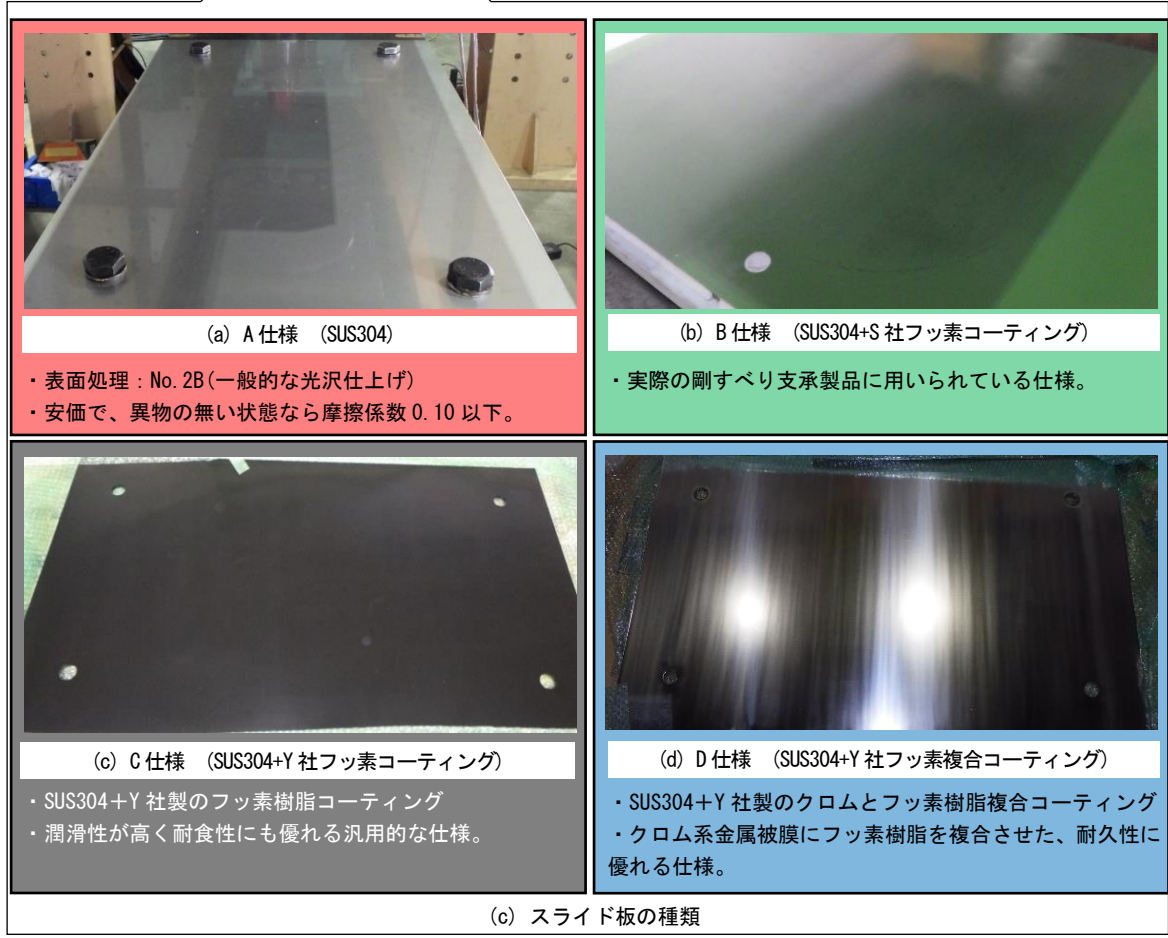 (a) A仕様 (SUS304)
・表面処理：No.2B(一般的な光沢仕上げ)
・安価で、異物の無い状態なら摩擦係数0.10以下。
(b) B仕様 (SUS304+S社フッ素コーティング)
・実際の剛すべり支承製品に用いられている仕様。
(c) C仕様 (SUS304+Y社フッ素コーティング)
・SUS304＋Y社製のフッ素樹脂コーティング
・潤滑性が高く耐食性にも優れる汎用的な仕様。
(d) D仕様 (SUS304+Y社フッ素複合コーティング)
・SUS304＋Y社製のクロムとフッ素樹脂複合コーティング
・クロム系金属被膜にフッ素樹脂を複合させた、耐久性に
優れる仕様。
(c) スライド板の種類